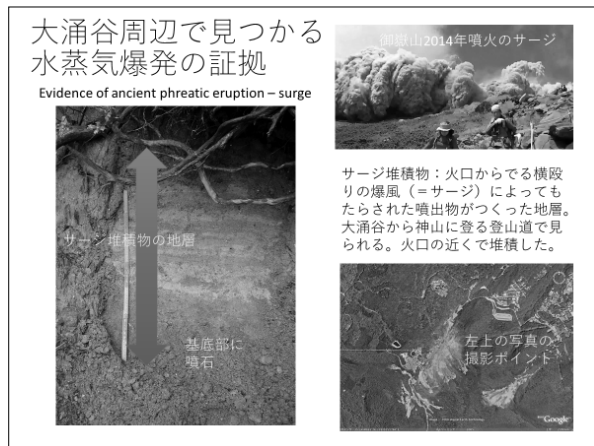 大涌谷周辺で見つかる
水蒸気爆発の証拠
Evidence of ancient phreatic eruption – surge
サージ堆積物の地層
基底部に
噴石
御嶽山2014年噴火のサージ
サージ堆積物：火口からでる横殴
りの爆風（＝サージ）によっても
たらされた噴出物がつくった地層。
大涌谷から神山に登る登山道で見
られる。火口の近くで堆積した。
左上の写真の
撮影ポイント
Google